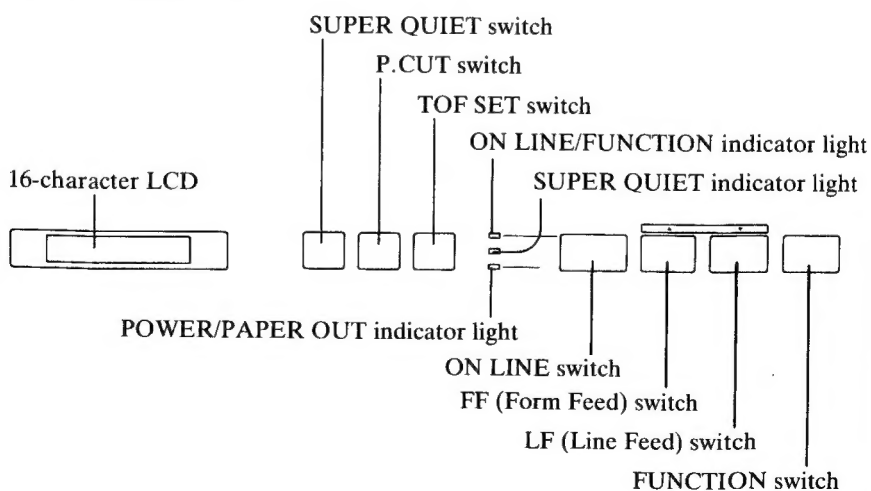 SUPER QUIET switch
P.CUT switch
TOF SET switch
ON LINE/FUNCTION indicator light
16-character LCD
SUPER QUIET indicator light
POWER/PAPER OUT indicator light
ON LINE switch
FF (Form Feed) switch
LF (Line Feed) switch
FUNCTION switch